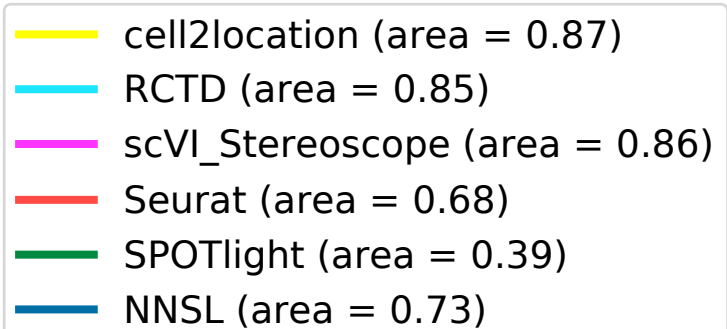 cell2location (area = 0.87)
RCTD (area = 0.85)
scVI_Stereoscope (area = 0.86)
Seurat (area = 0.68)
SPOTlight (area = 0.39)
NNSL (area = 0.73)